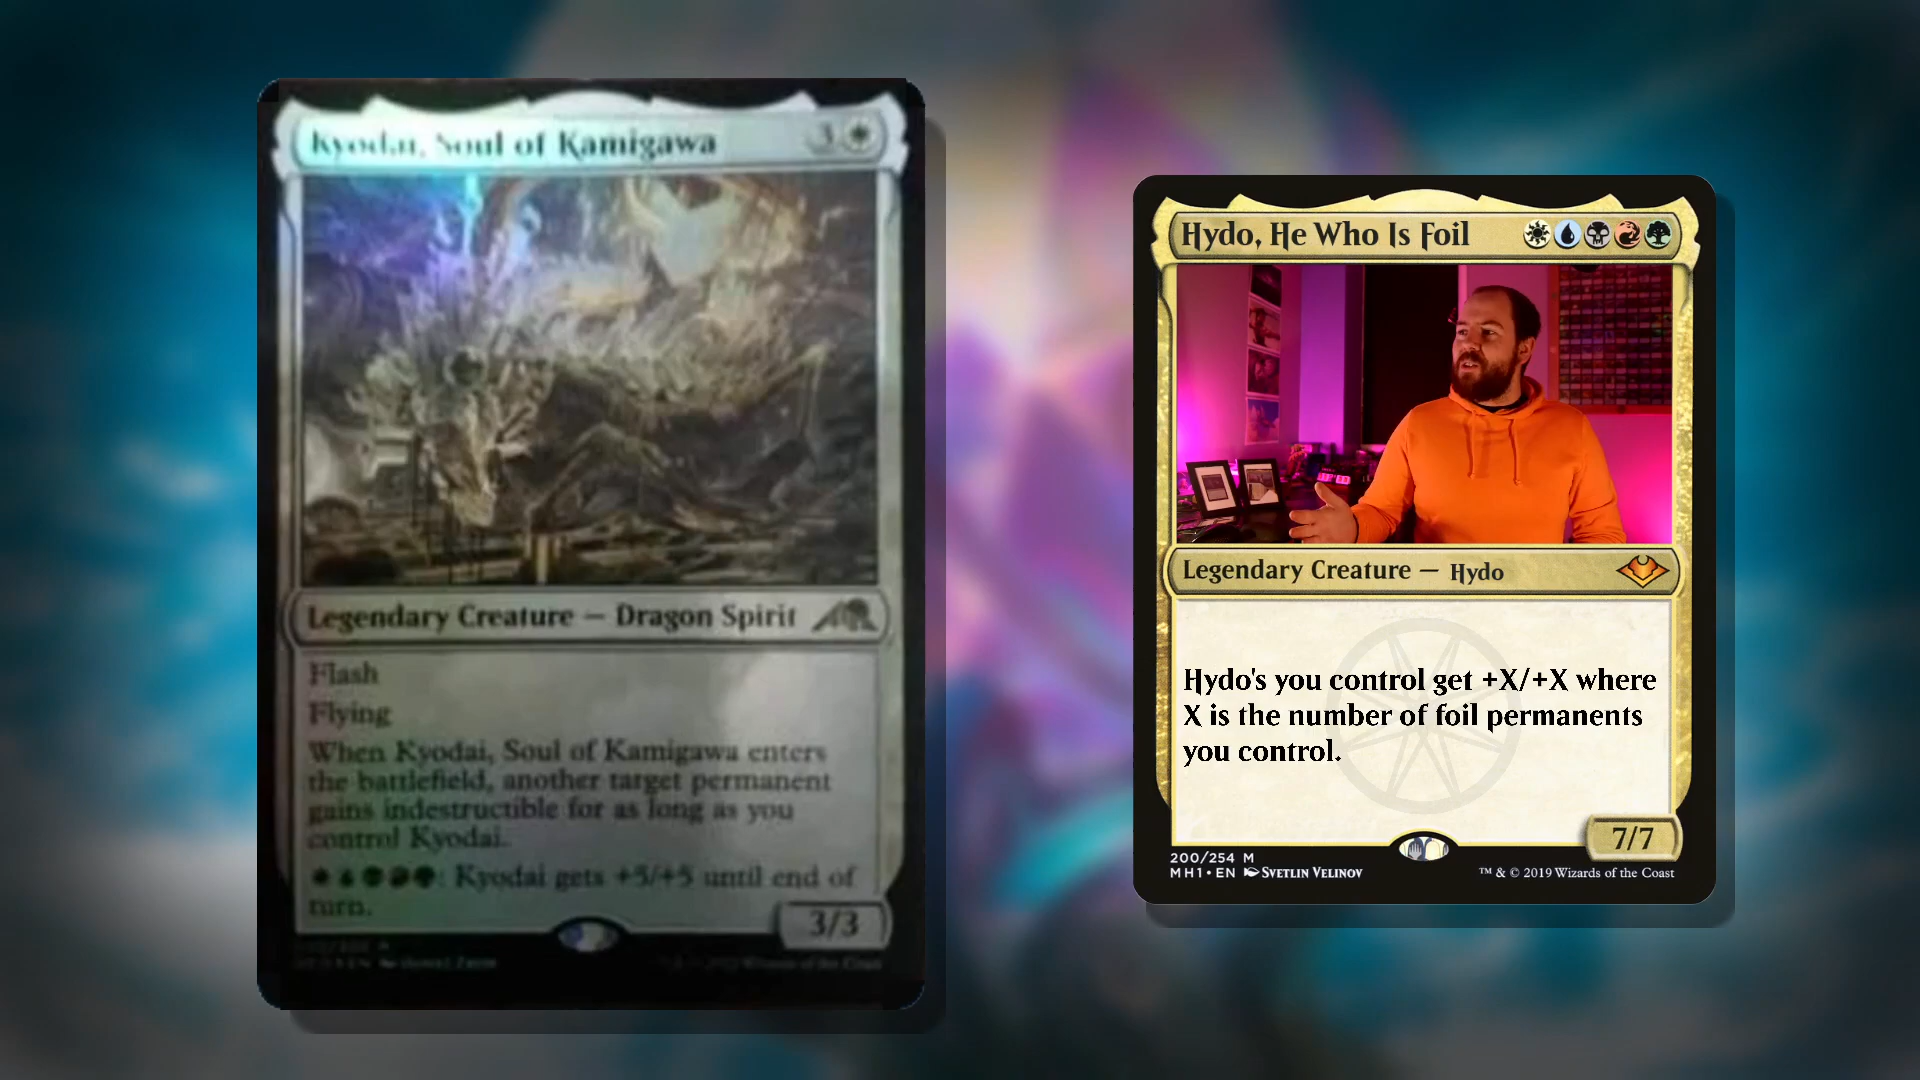 Kyodai, Soul of Kamigawa 3
Legendary Creature — Dragon Spirit
Flash
Flying
When Kyodai, Soul of Kamigawa enters
the battlefield, another target permanent
gains indestructible for as long as you
control Kyodai.
: Kyodai gets +5/+5 until end of
turn.
3/3
Hydo, He Who Is Foil
Legendary Creature — Hydo
Hydo's you control get +X/+X where
X is the number of foil permanents
you control.
7/7
200/254 M
MH1 • EN Svetlin Velinov
™ & © 2019 Wizards of the Coast